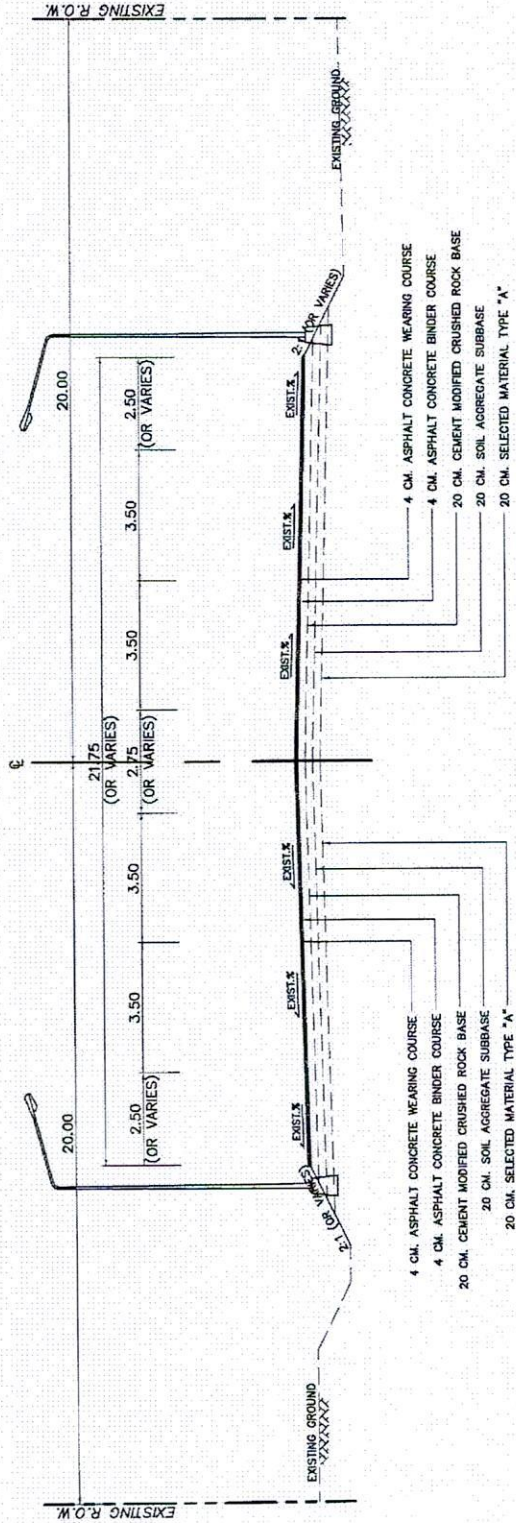 EXISTING R.O.W.
EXISTING R.O.W.
℄
20.00
20.00
21.75
(OR VARIES)
2.50
(OR VARIES)
3.50
3.50
2.75
(OR VARIES)
3.50
3.50
2.50
(OR VARIES)
EXISTING GROUND
2:1 (OR VARIES)
EXIST.%
EXIST.%
EXIST.%
EXIST.%
EXIST.%
EXIST.%
2:1 (OR VARIES)
EXISTING GROUND
4 CM. ASPHALT CONCRETE WEARING COURSE
4 CM. ASPHALT CONCRETE BINDER COURSE
20 CM. CEMENT MODIFIED CRUSHED ROCK BASE
20 CM. SOIL AGGREGATE SUBBASE
20 CM. SELECTED MATERIAL TYPE "A"
4 CM. ASPHALT CONCRETE WEARING COURSE
4 CM. ASPHALT CONCRETE BINDER COURSE
20 CM. CEMENT MODIFIED CRUSHED ROCK BASE
20 CM. SOIL AGGREGATE SUBBASE
20 CM. SELECTED MATERIAL TYPE "A"